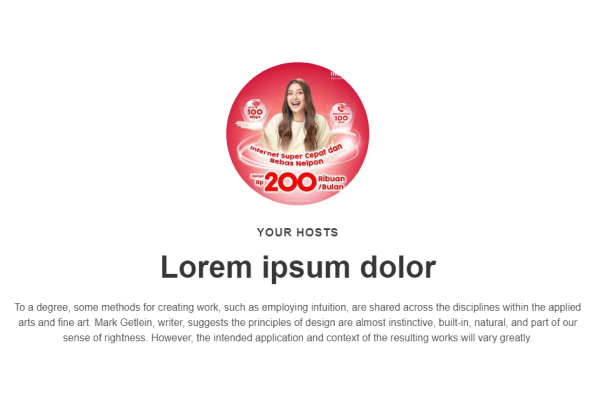 100
Mbps
100
Internet Super Cepat dan
Bebas Nelpon
Rp 200 Ribuan
/Bulan
YOUR HOSTS
Lorem ipsum dolor
To a degree, some methods for creating work, such as employing intuition, are shared across the disciplines within the applied
arts and fine art. Mark Getlein, writer, suggests the principles of design are almost instinctive, built-in, natural, and part of our
sense of rightness. However, the intended application and context of the resulting works will vary greatly.